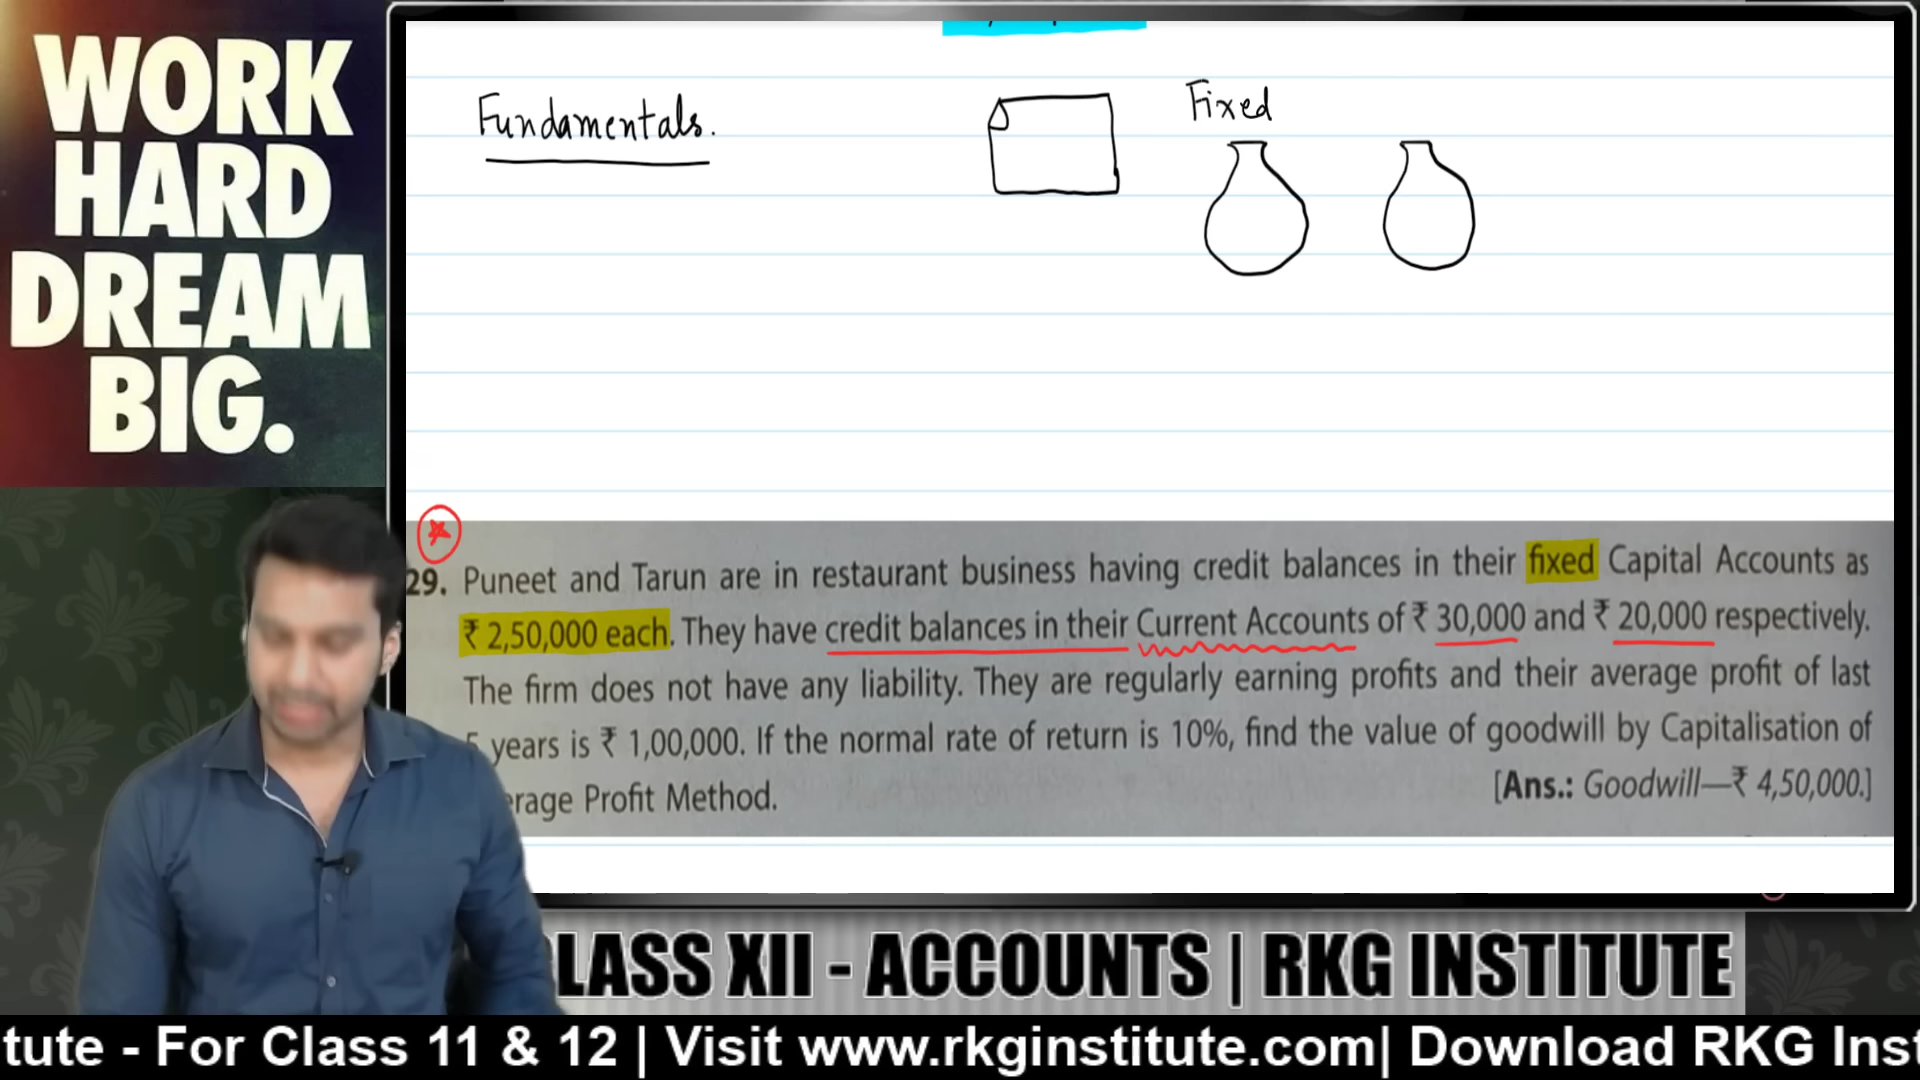 WORK
HARD
DREAM
BIG.
Fundamentals.
Fixed
29. Puneet and Tarun are in restaurant business having credit balances in their fixed Capital Accounts as
₹ 2,50,000 each. They have credit balances in their Current Accounts of ₹ 30,000 and ₹ 20,000 respectively.
The firm does not have any liability. They are regularly earning profits and their average profit of last
5 years is ₹ 1,00,000. If the normal rate of return is 10%, find the value of goodwill by Capitalisation of
erage Profit Method. [Ans.: Goodwill—₹ 4,50,000.]
LASS XII - ACCOUNTS | RKG INSTITUTE
tute - For Class 11 & 12 | Visit www.rkginstitute.com| Download RKG Inst